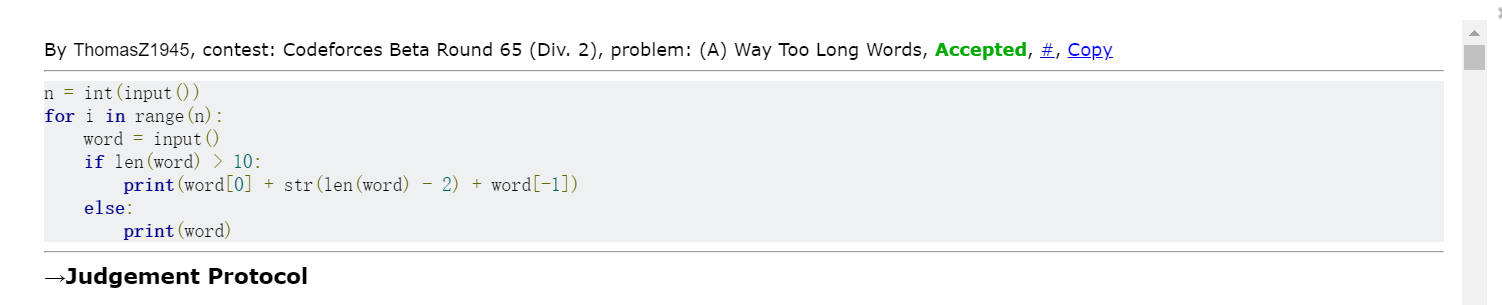 By ThomasZ1945, contest: Codeforces Beta Round 65 (Div. 2), problem: (A) Way Too Long Words, Accepted, #, Copy
n = int(input())
for i in range(n):
    word = input()
    if len(word) > 10:
        print(word[0] + str(len(word) - 2) + word[-1])
    else:
        print(word)
→Judgement Protocol